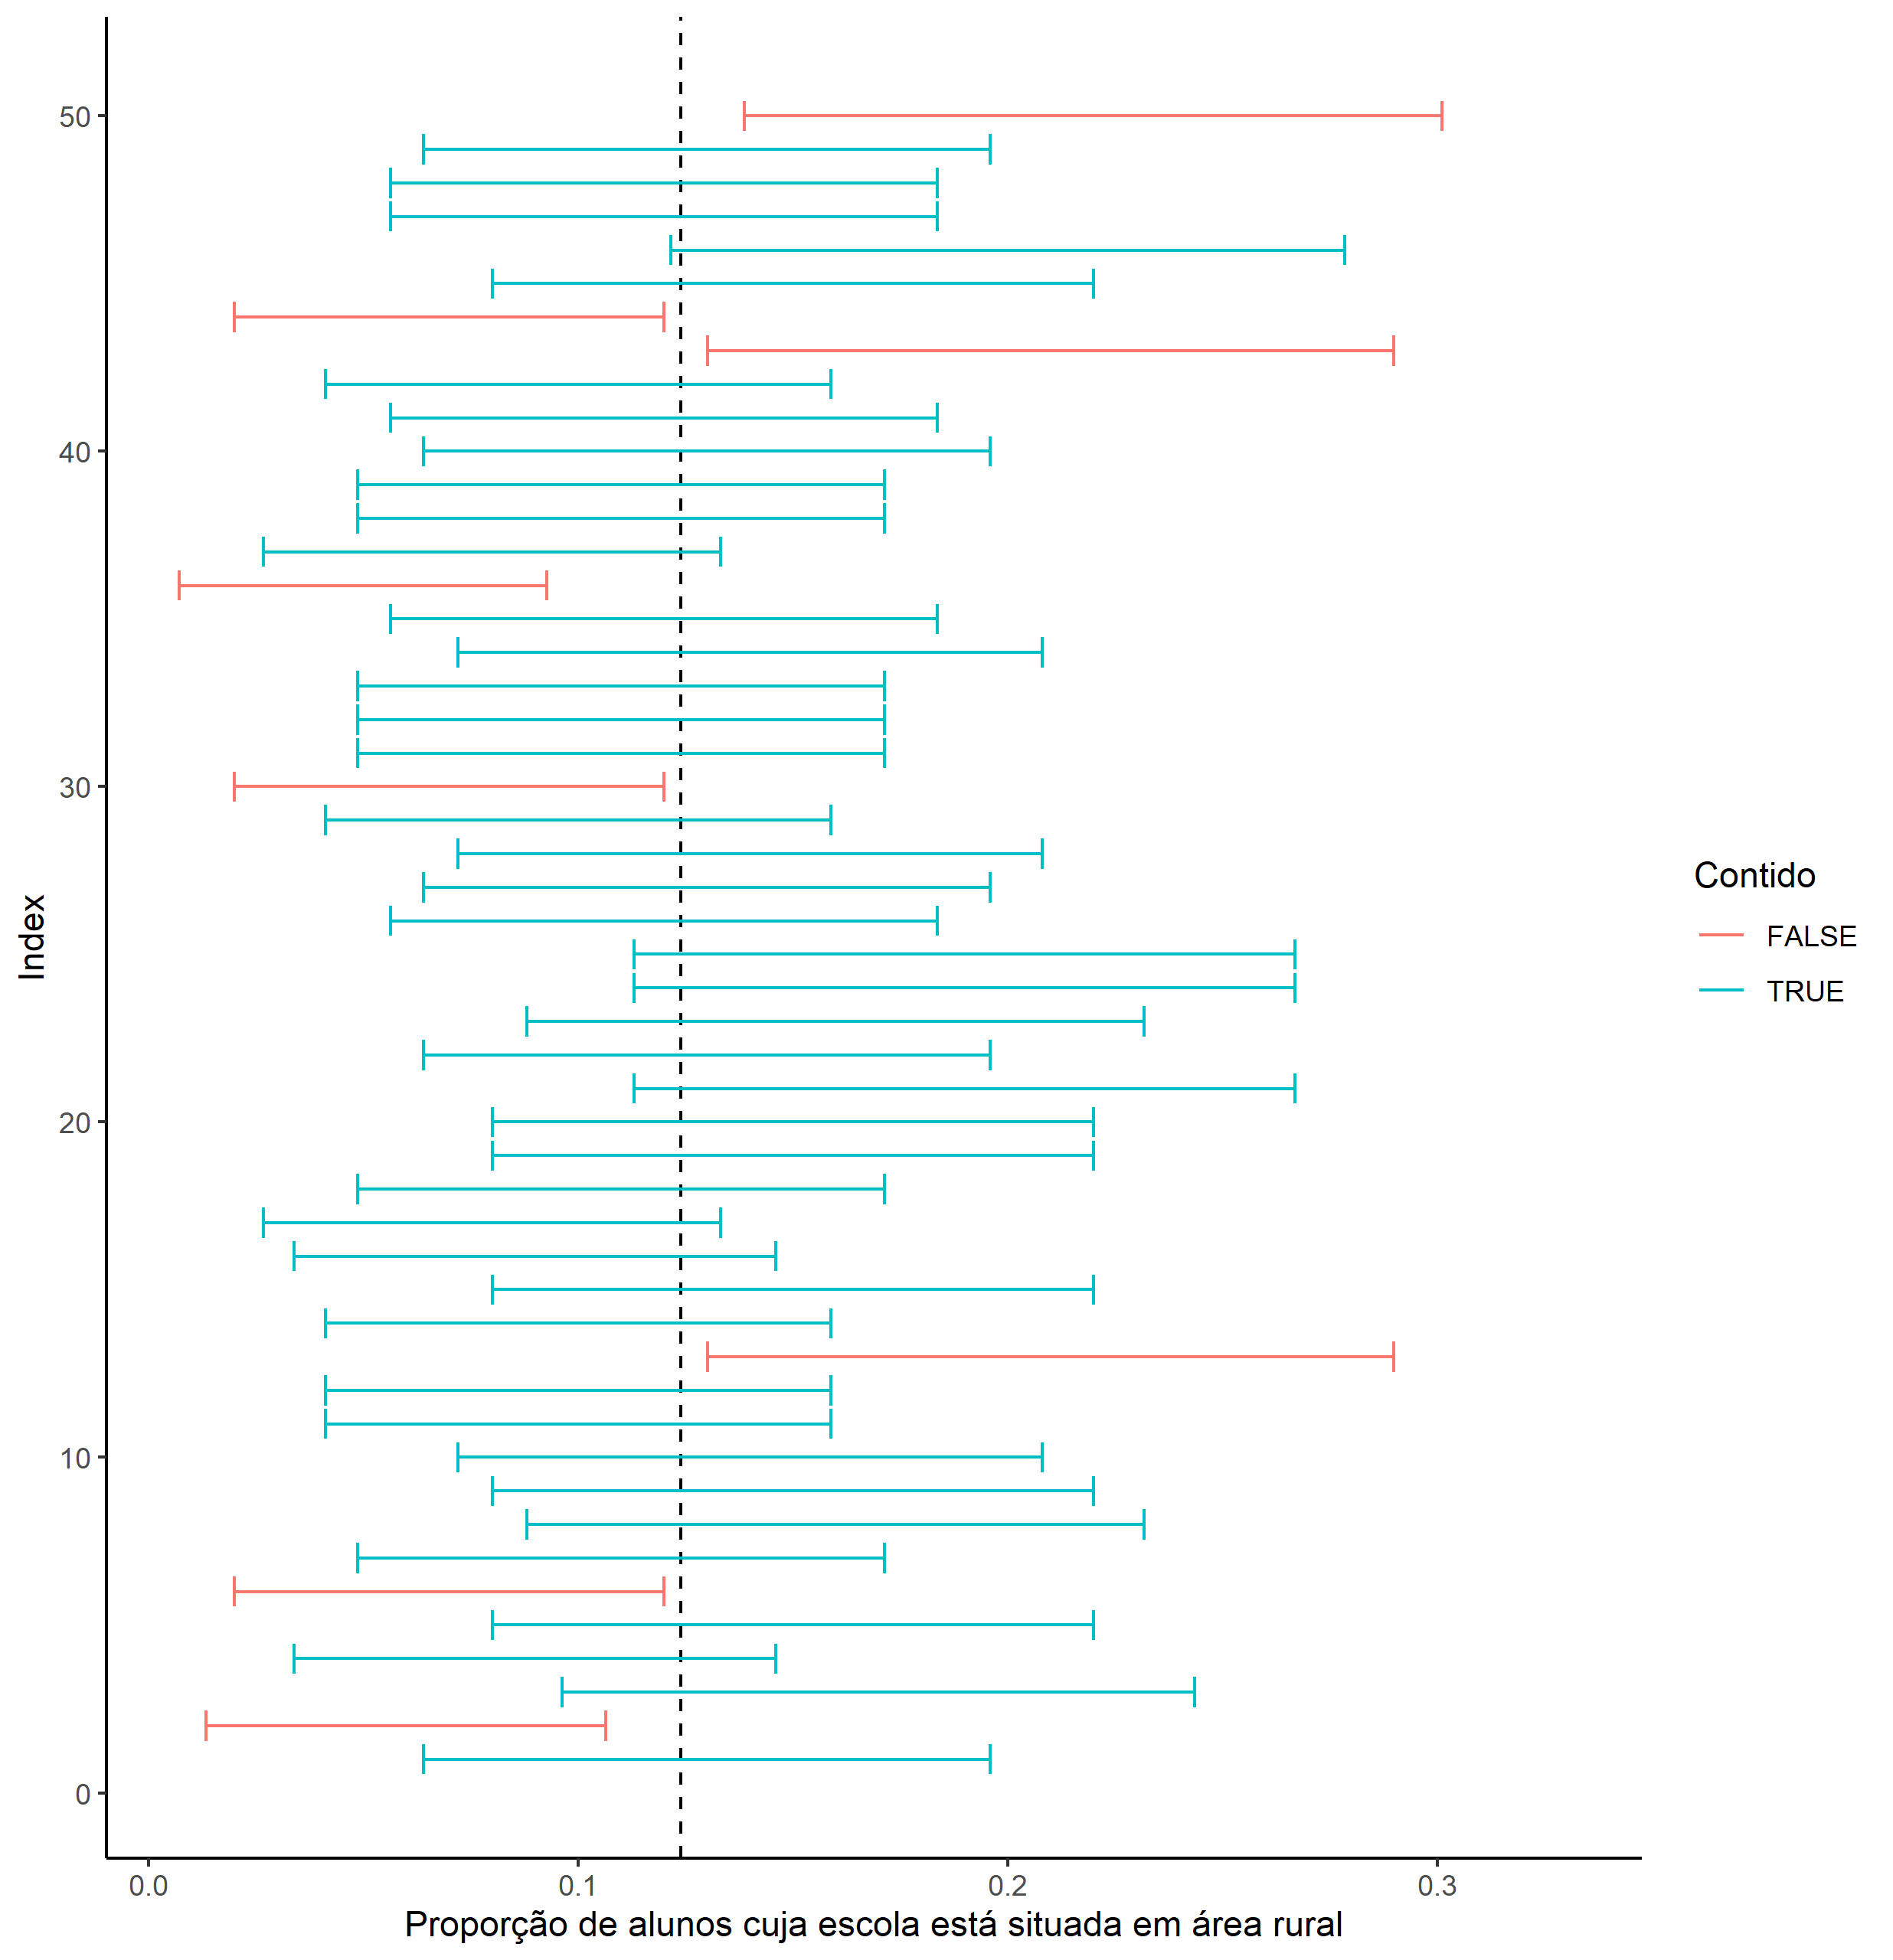 50
40
30
20
10
0
Index
0.0 0.1 0.2 0.3
Proporção de alunos cuja escola está situada em área rural
Contido
FALSE
TRUE